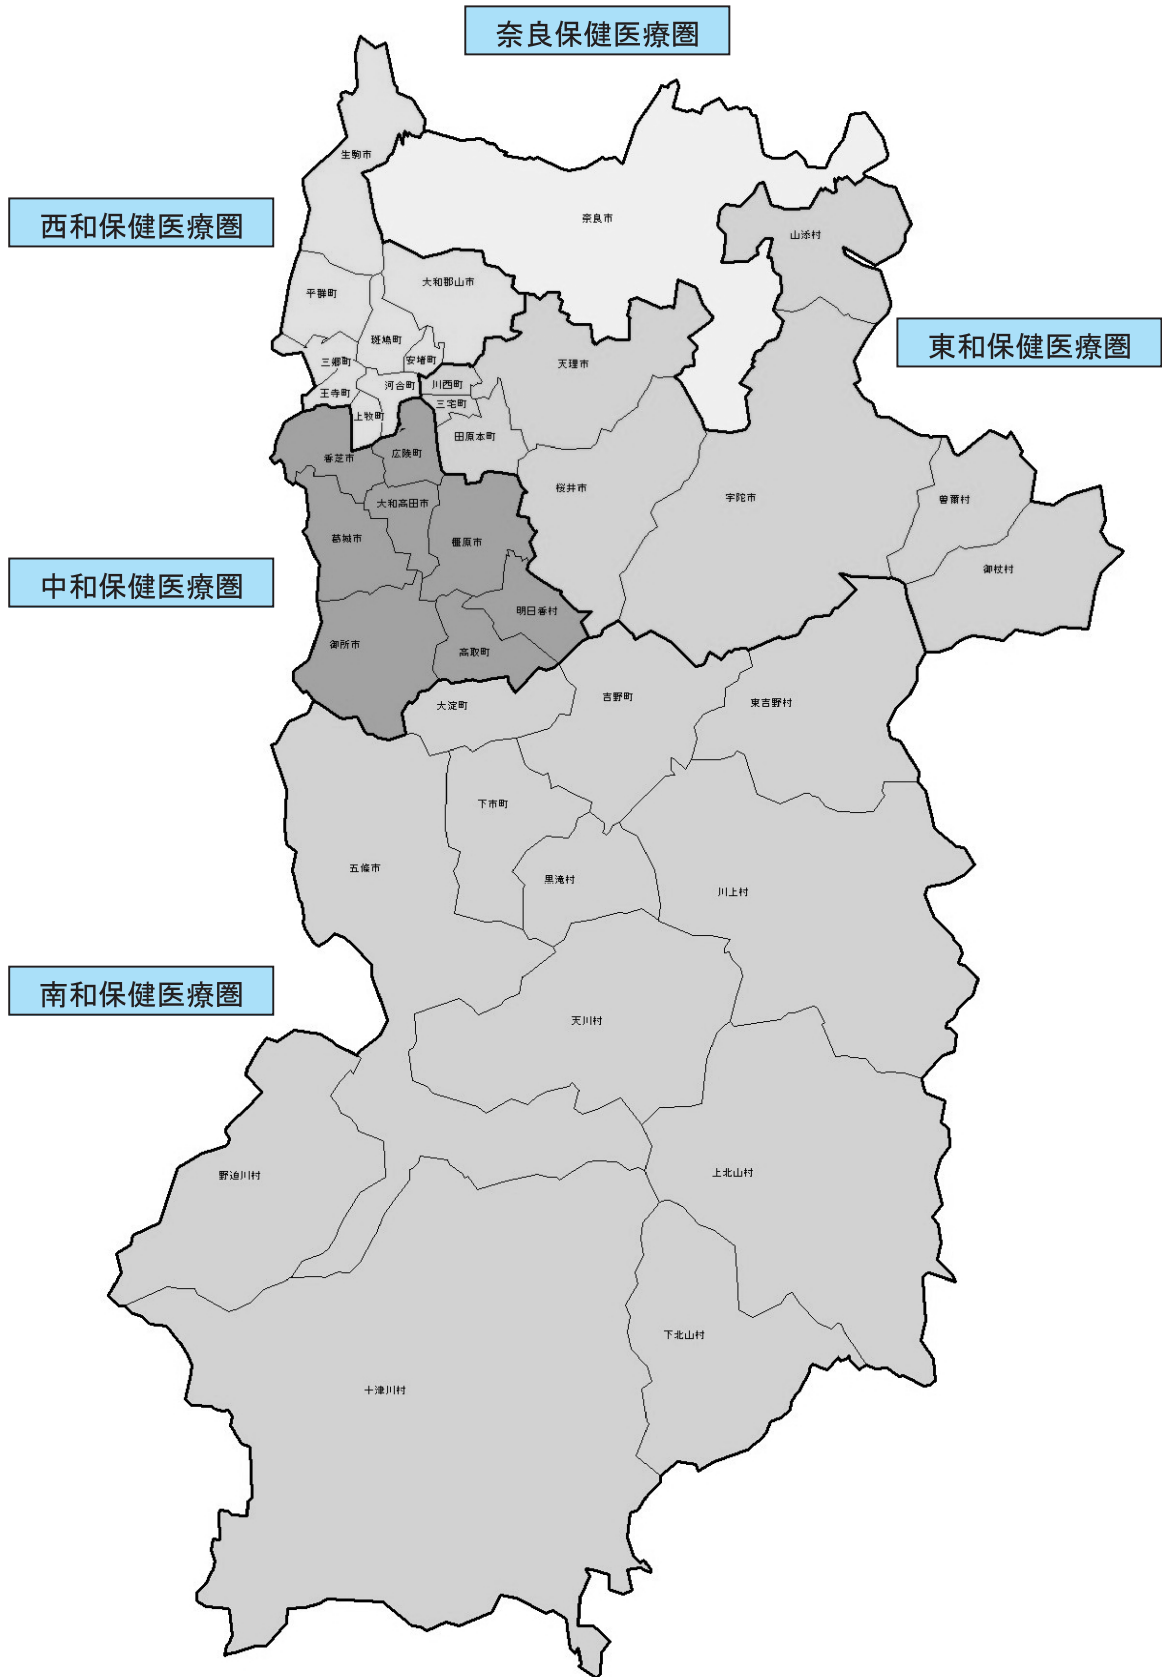 奈良保健医療圏
生駒市
西和保健医療圏
奈良市
山添村
大和郡山市
平群町
斑鳩町
東和保健医療圏
安堵町
三郷町
天理市
川西町
河合町
王寺町
三宅町
上牧町
田原本町
広陵町
香芝市
桜井市
宇陀市
曽爾村
大和高田市
葛城市
橿原市
御杖村
中和保健医療圏
明日香村
御所市
高取町
吉野町
東吉野村
大淀町
下市町
五條市
黒滝村
川上村
南和保健医療圏
天川村
野迫川村
上北山村
下北山村
十津川村